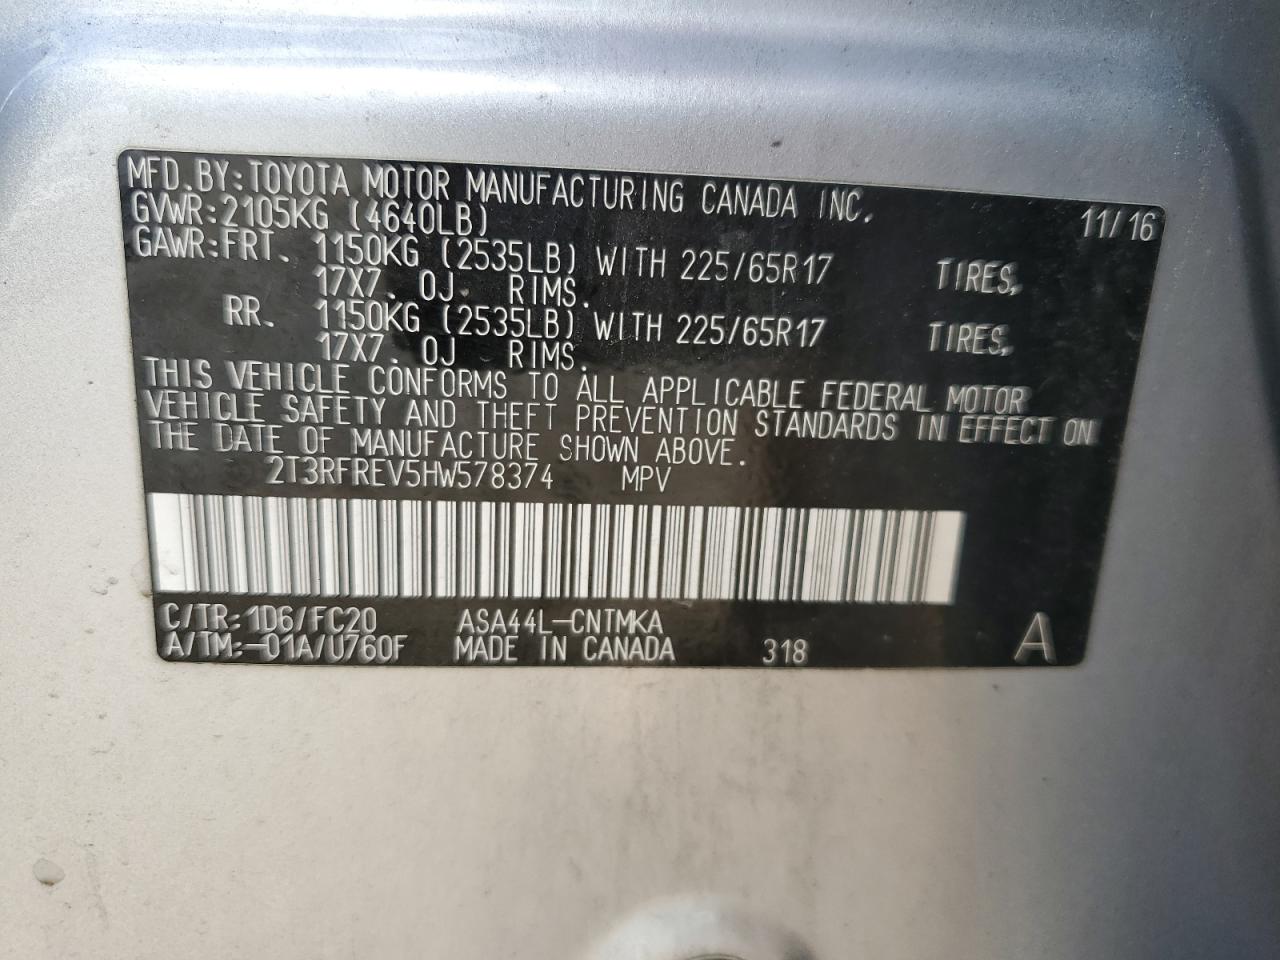 MFD.BY:TOYOTA MOTOR MANUFACTURING CANADA INC. 11/16
GVWR:2105KG (4640LB)
GAWR:FRT. 1150KG (2535LB) WITH 225/65R17 TIRES,
17X7. 0J. RIMS.
RR. 1150KG (2535LB) WITH 225/65R17 TIRES,
17X7. 0J RIMS.
THIS VEHICLE CONFORMS TO ALL APPLICABLE FEDERAL MOTOR
VEHICLE SAFETY AND THEFT PREVENTION STANDARDS IN EFFECT ON
THE DATE OF MANUFACTURE SHOWN ABOVE.
2T3RFREV5HW578374 MPV
C/TR:1D6/FC20 ASA44L-CNTMKA
A/TM:-01A/U760F MADE IN CANADA 318 A